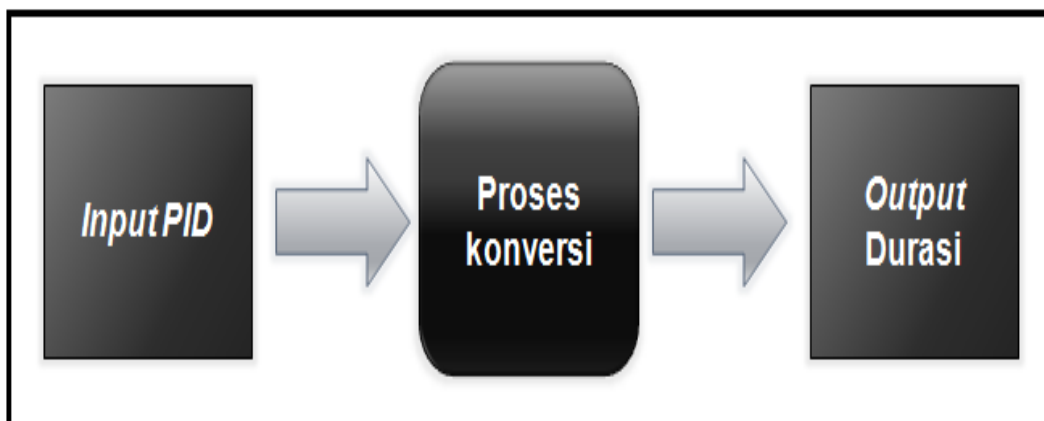 Input PID
Proses
konversi
Output
Durasi